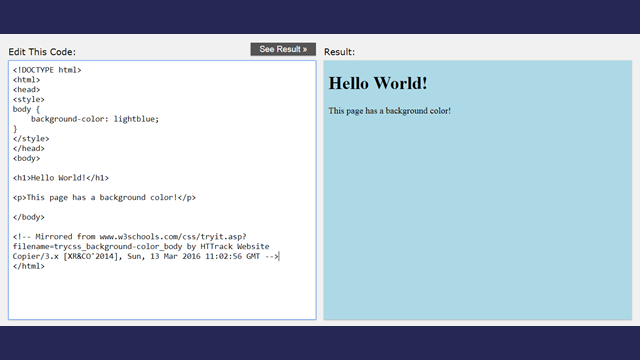 Edit This Code:
See Result »
<!DOCTYPE html>
<html>
<head>
<style>
body {
    background-color: lightblue;
}
</style>
</head>
<body>
<h1>Hello World!</h1>
<p>This page has a background color!</p>
</body>
<!-- Mirrored from www.w3schools.com/css/tryit.asp?
filename=trycss_background-color_body by HTTrack Website
Copier/3.x [XR&CO'2014], Sun, 13 Mar 2016 11:02:56 GMT -->
</html>
Result:
Hello World!
This page has a background color!